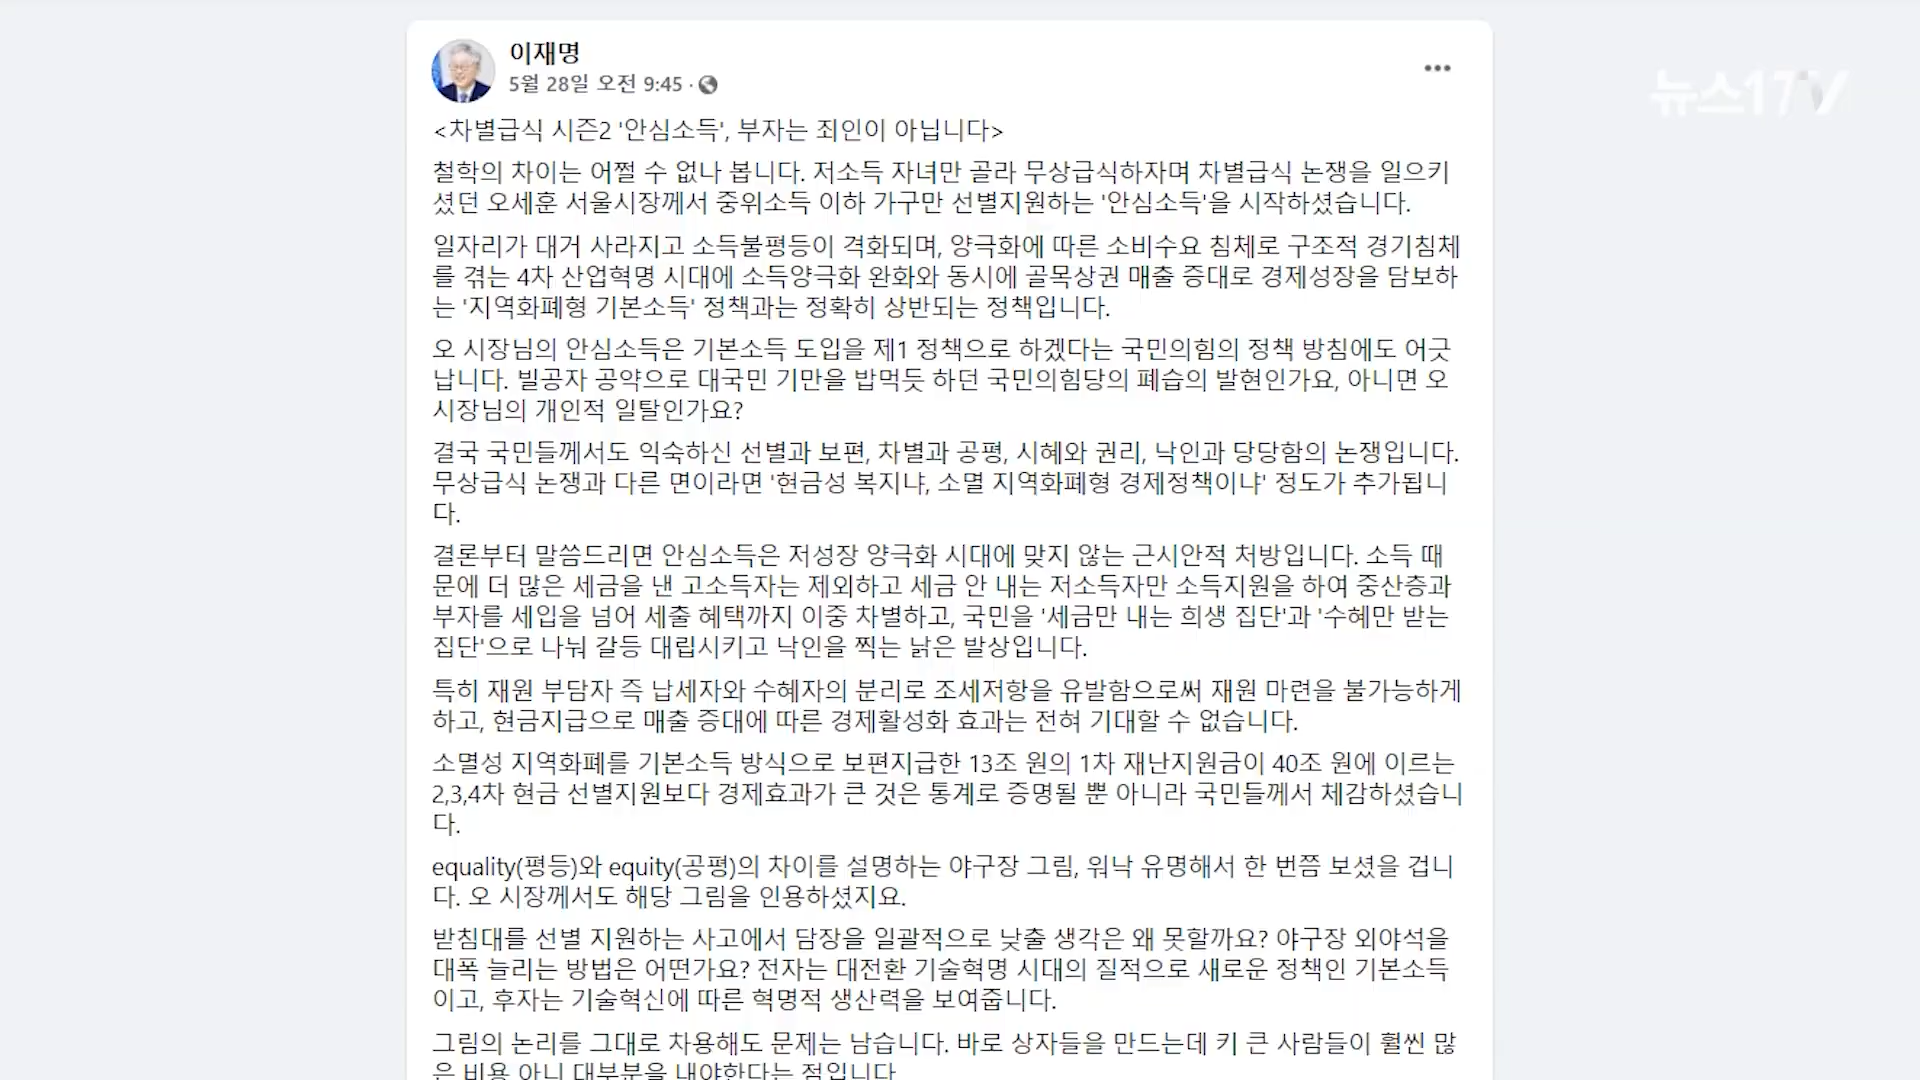 이재명
5월 28일 오전 9:45 ·
뉴스17TV
<차별급식 시즌2 '안심소득', 부자는 죄인이 아닙니다>
철학의 차이는 어쩔 수 없나 봅니다. 저소득 자녀만 골라 무상급식하자며 차별급식 논쟁을 일으키
셨던 오세훈 서울시장께서 중위소득 이하 가구만 선별지원하는 '안심소득'을 시작하셨습니다.
일자리가 대거 사라지고 소득불평등이 격화되며, 양극화에 따른 소비수요 침체로 구조적 경기침체
를 겪는 4차 산업혁명 시대에 소득양극화 완화와 동시에 골목상권 매출 증대로 경제성장을 담보하
는 '지역화폐형 기본소득' 정책과는 정확히 상반되는 정책입니다.
오 시장님의 안심소득은 기본소득 도입을 제1 정책으로 하겠다는 국민의힘의 정책 방침에도 어긋
납니다. 빌공자 공약으로 대국민 기만을 밥먹듯 하던 국민의힘당의 폐습의 발현인가요, 아니면 오
시장님의 개인적 일탈인가요?
결국 국민들께서도 익숙하신 선별과 보편, 차별과 공평, 시혜와 권리, 낙인과 당당함의 논쟁입니다.
무상급식 논쟁과 다른 면이라면 '현금성 복지냐, 소멸 지역화폐형 경제정책이냐' 정도가 추가됩니
다.
결론부터 말씀드리면 안심소득은 저성장 양극화 시대에 맞지 않는 근시안적 처방입니다. 소득 때
문에 더 많은 세금을 낸 고소득자는 제외하고 세금 안 내는 저소득자만 소득지원을 하여 중산층과
부자를 세입을 넘어 세출 혜택까지 이중 차별하고, 국민을 '세금만 내는 희생 집단'과 '수혜만 받는
집단'으로 나눠 갈등 대립시키고 낙인을 찍는 낡은 발상입니다.
특히 재원 부담자 즉 납세자와 수혜자의 분리로 조세저항을 유발함으로써 재원 마련을 불가능하게
하고, 현금지급으로 매출 증대에 따른 경제활성화 효과는 전혀 기대할 수 없습니다.
소멸성 지역화폐를 기본소득 방식으로 보편지급한 13조 원의 1차 재난지원금이 40조 원에 이르는
2,3,4차 현금 선별지원보다 경제효과가 큰 것은 통계로 증명될 뿐 아니라 국민들께서 체감하셨습니
다.
equality(평등)와 equity(공평)의 차이를 설명하는 야구장 그림, 워낙 유명해서 한 번쯤 보셨을 겁니
다. 오 시장께서도 해당 그림을 인용하셨지요.
받침대를 선별 지원하는 사고에서 담장을 일괄적으로 낮출 생각은 왜 못할까요? 야구장 외야석을
대폭 늘리는 방법은 어떤가요? 전자는 대전환 기술혁명 시대의 질적으로 새로운 정책인 기본소득
이고, 후자는 기술혁신에 따른 혁명적 생산력을 보여줍니다.
그림의 논리를 그대로 차용해도 문제는 남습니다. 바로 상자들을 만드는데 키 큰 사람들이 훨씬 많
은 비용 아니 대부분을 내야한다는 점입니다